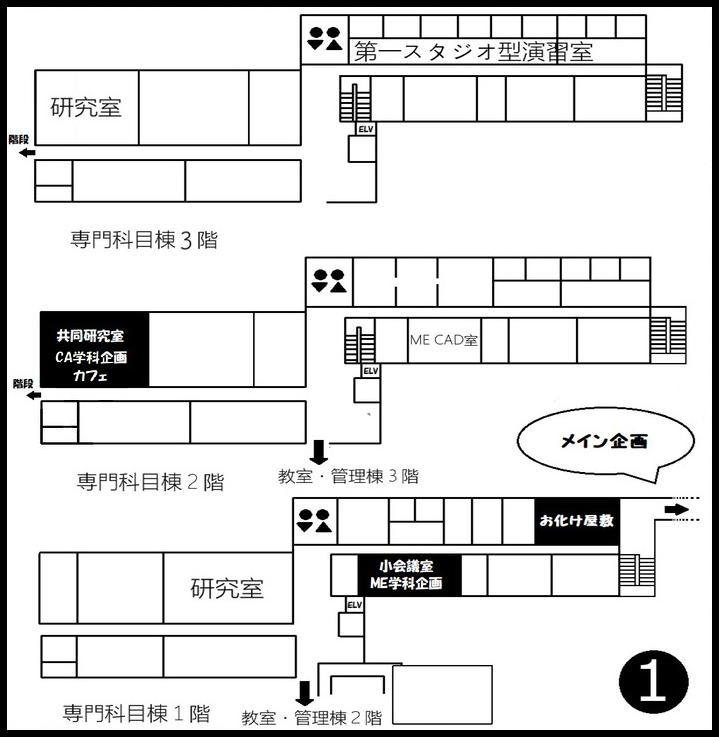 第一スタジオ型演習室
研究室
階段
ELV
専門科目棟３階
共同研究室
CA学科企画
カフェ
ME CAD室
階段
ELV
メイン企画
専門科目棟２階
教室・管理棟３階
お化け屋敷
小会議室
ME学科企画
研究室
ELV
専門科目棟１階
教室・管理棟２階
1